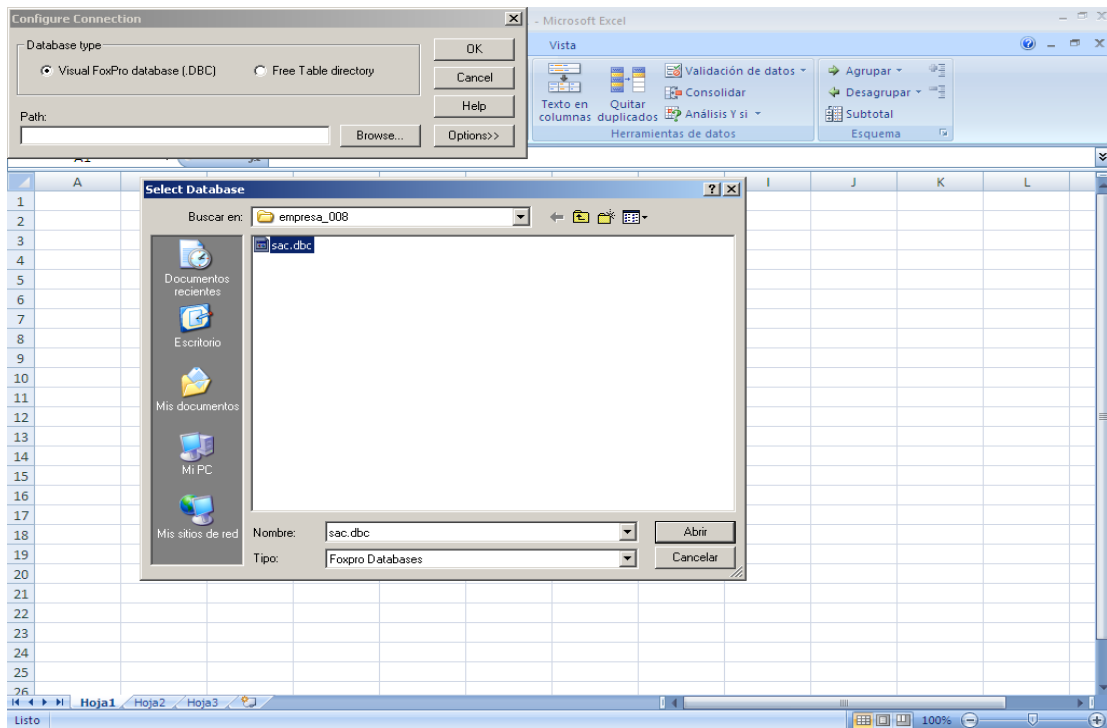 Configure Connection
- Microsoft Excel
Database type
Visual FoxPro database (.DBC)
Free Table directory
Path:
Browse...
OK
Cancel
Help
Options>>
Vista
Texto en columnas
Quitar duplicados
Validación de datos
Consolidar
Análisis Y si
Herramientas de datos
Agrupar
Desagrupar
Subtotal
Esquema
A I J K L
1
2
3
4
5
6
7
8
9
10
11
12
13
14
15
16
17
18
19
20
21
22
23
24
25
26
Select Database
Buscar en:
empresa_008
sac.dbc
Documentos recientes
Escritorio
Mis documentos
Mi PC
Mis sitios de red
Nombre:
sac.dbc
Abrir
Tipo:
Foxpro Databases
Cancelar
Hoja1 Hoja2 Hoja3
Listo
100%